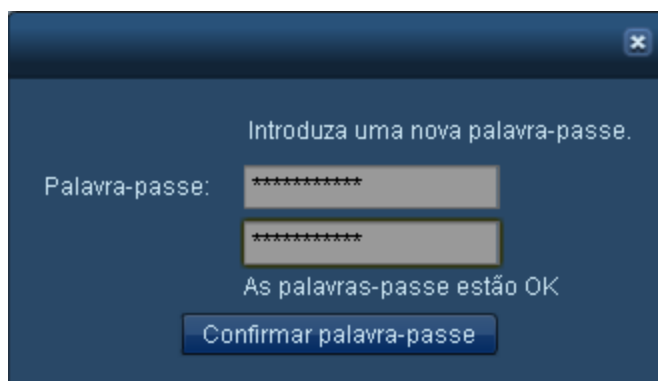 Introduza uma nova palavra-passe.
Palavra-passe: ***********
***********
As palavras-passe estão OK
Confirmar palavra-passe